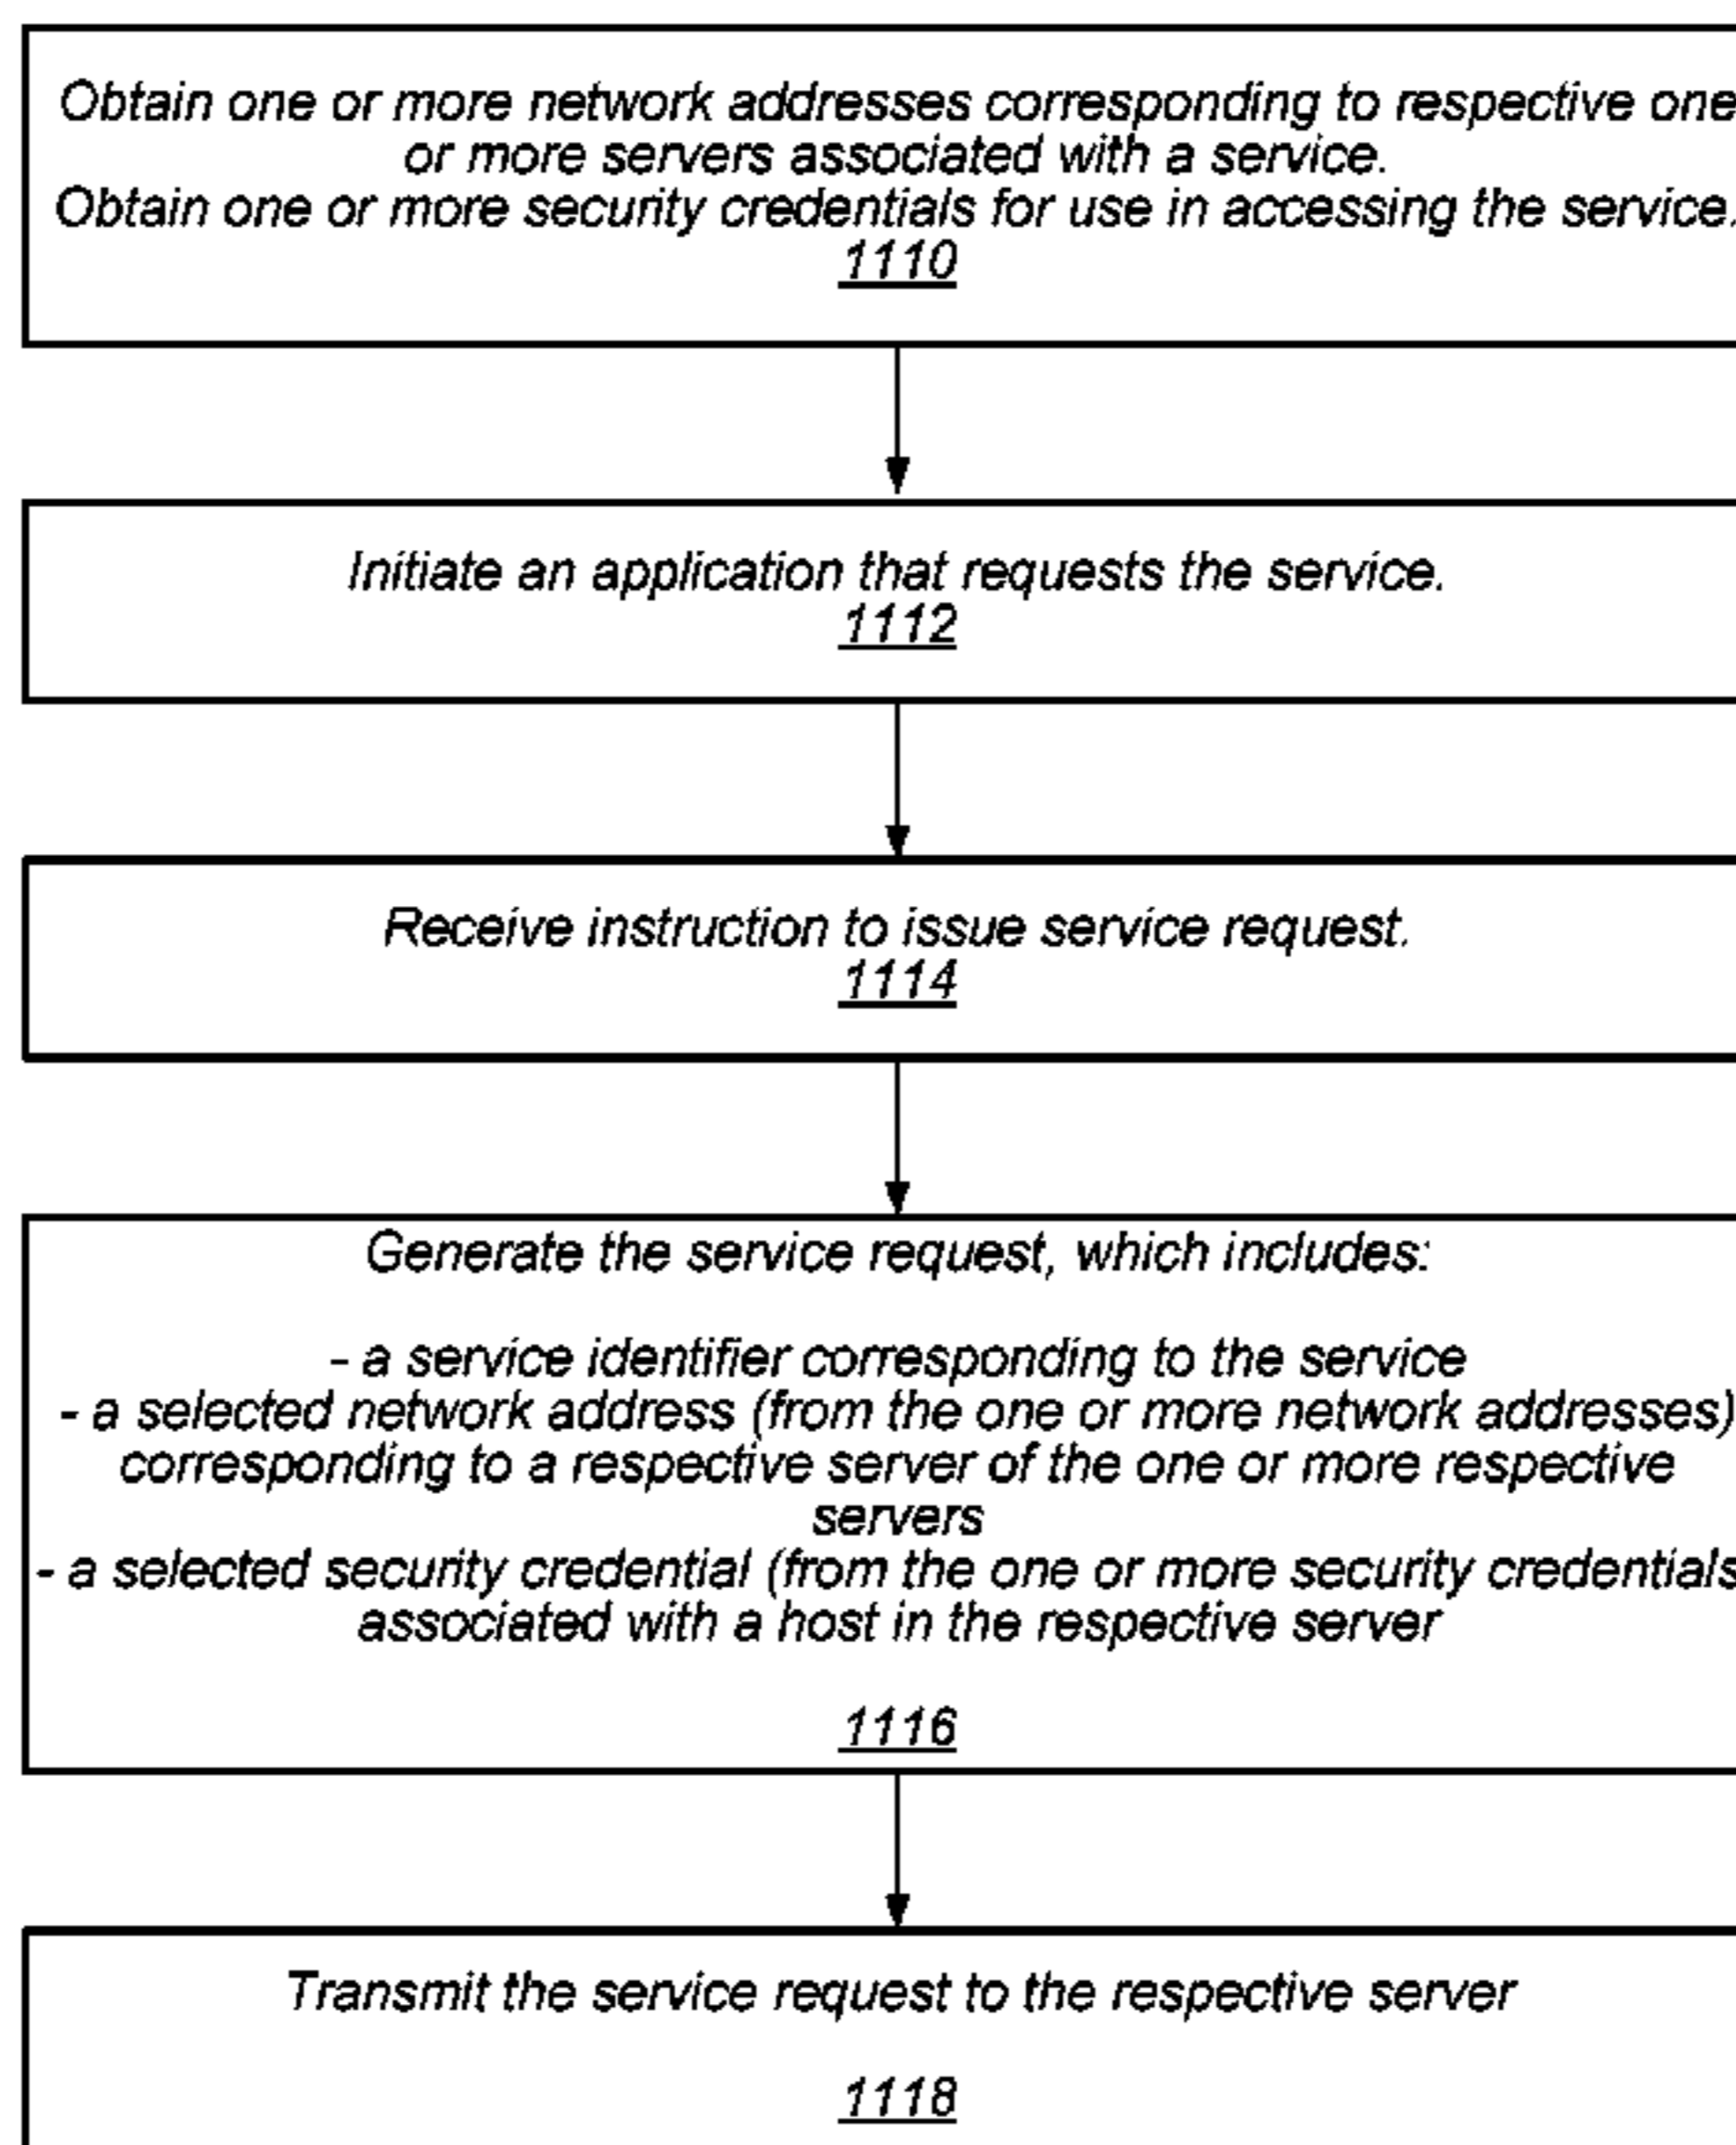 Obtain one or more network addresses corresponding to respective one
or more servers associated with a service.
Obtain one or more security credentials for use in accessing the service.
1110
Initiate an application that requests the service.
1112
Receive instruction to issue service request.
1114
Generate the service request, which includes:
- a service identifier corresponding to the service
- a selected network address (from the one or more network addresses)
corresponding to a respective server of the one or more respective
servers
- a selected security credential (from the one or more security credentials
associated with a host in the respective server
1116
Transmit the service request to the respective server
1118